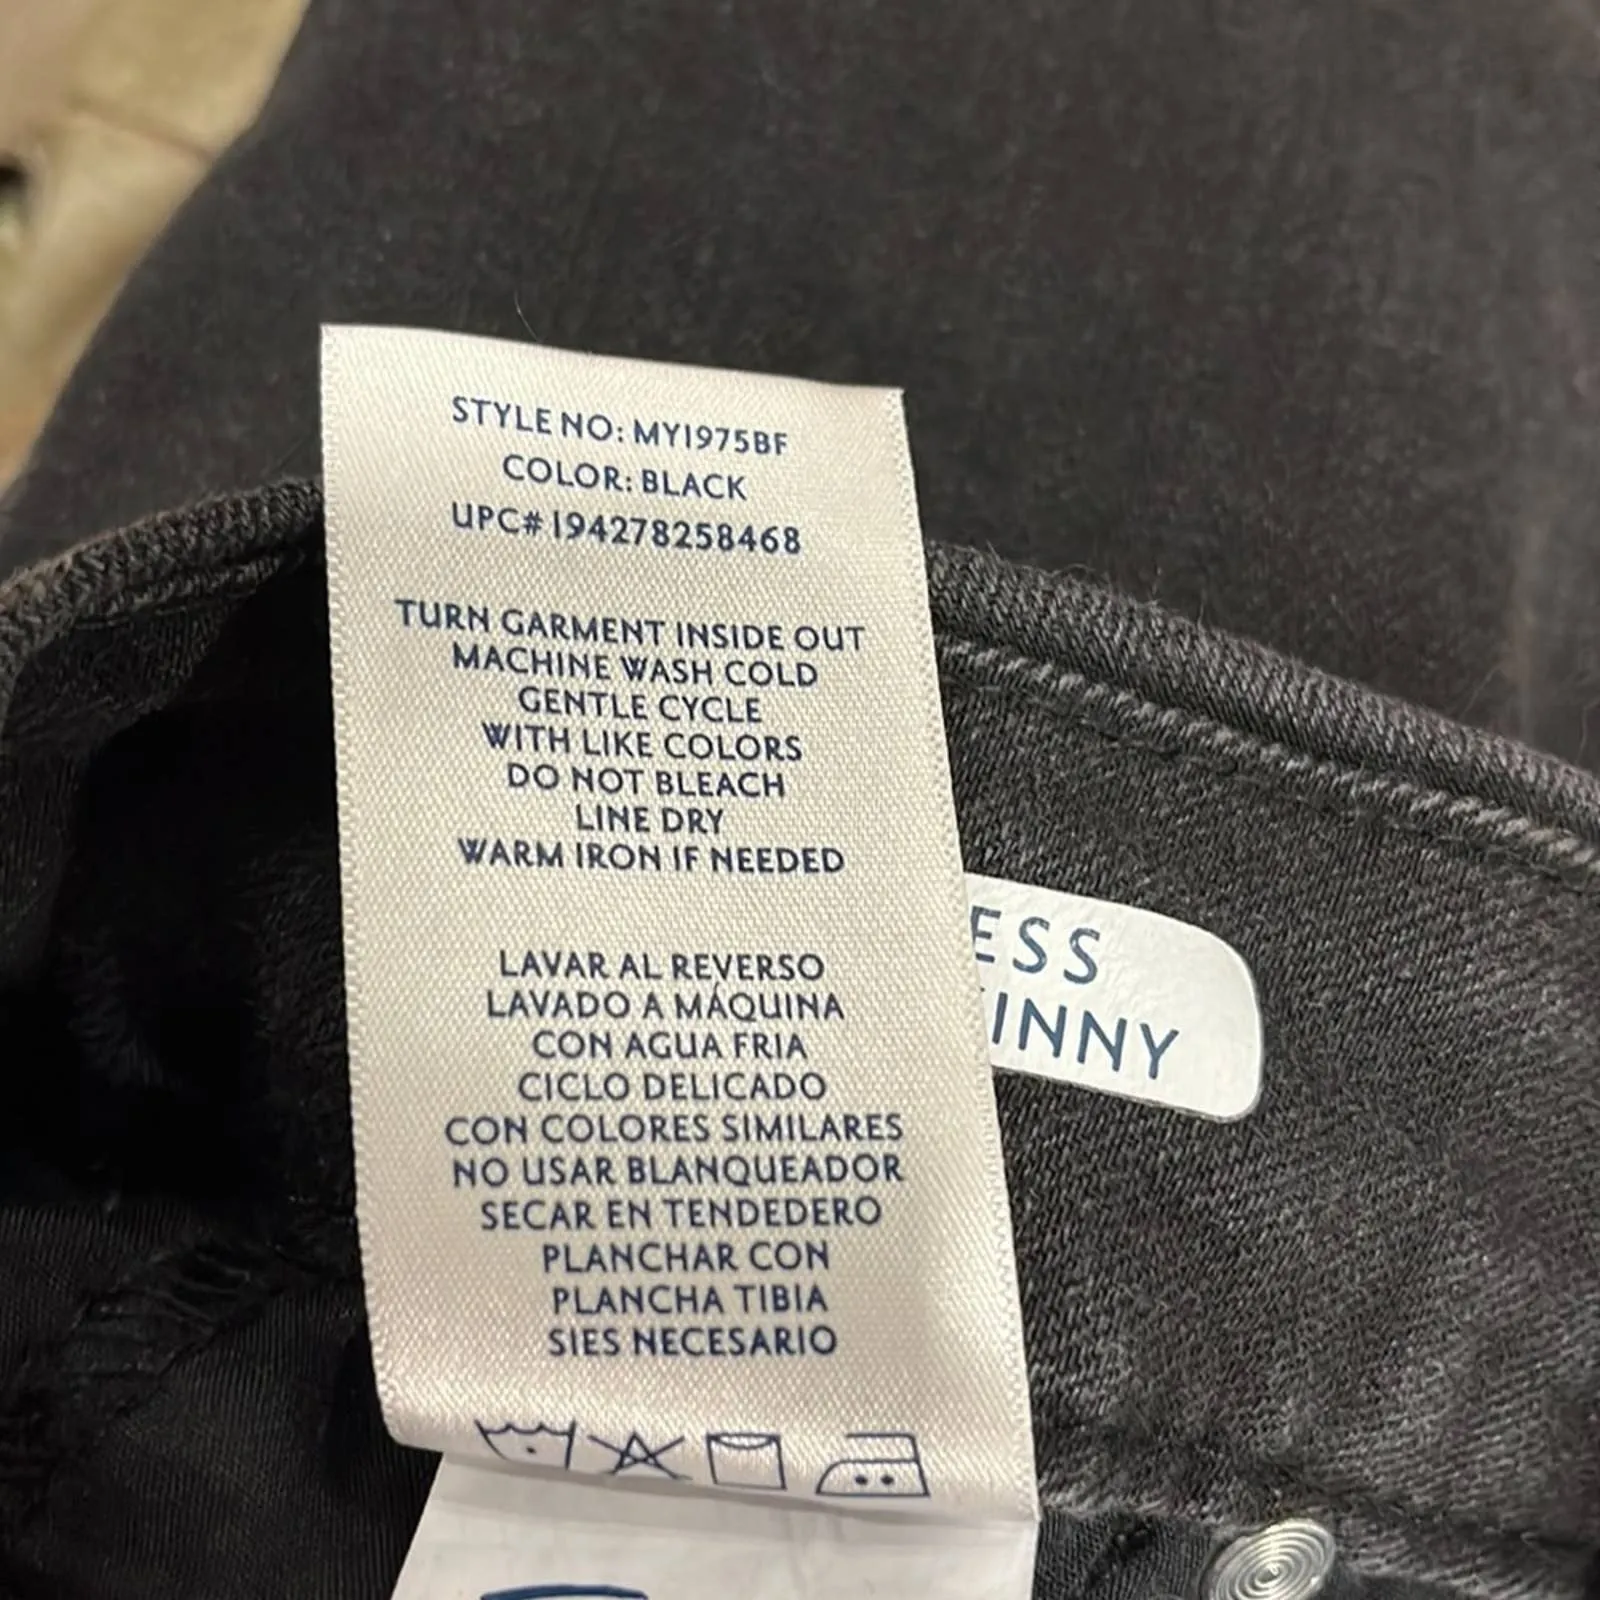 STYLE NO: MY1975BF
COLOR: BLACK
UPC# 194278258468
TURN GARMENT INSIDE OUT
MACHINE WASH COLD
GENTLE CYCLE
WITH LIKE COLORS
DO NOT BLEACH
LINE DRY
WARM IRON IF NEEDED
LAVAR AL REVERSO
LAVADO A MÁQUINA
CON AGUA FRIA
CICLO DELICADO
CON COLORES SIMILARES
NO USAR BLANQUEADOR
SECAR EN TENDEDERO
PLANCHAR CON
PLANCHA TIBIA
SIES NECESARIO
ESS
INNY